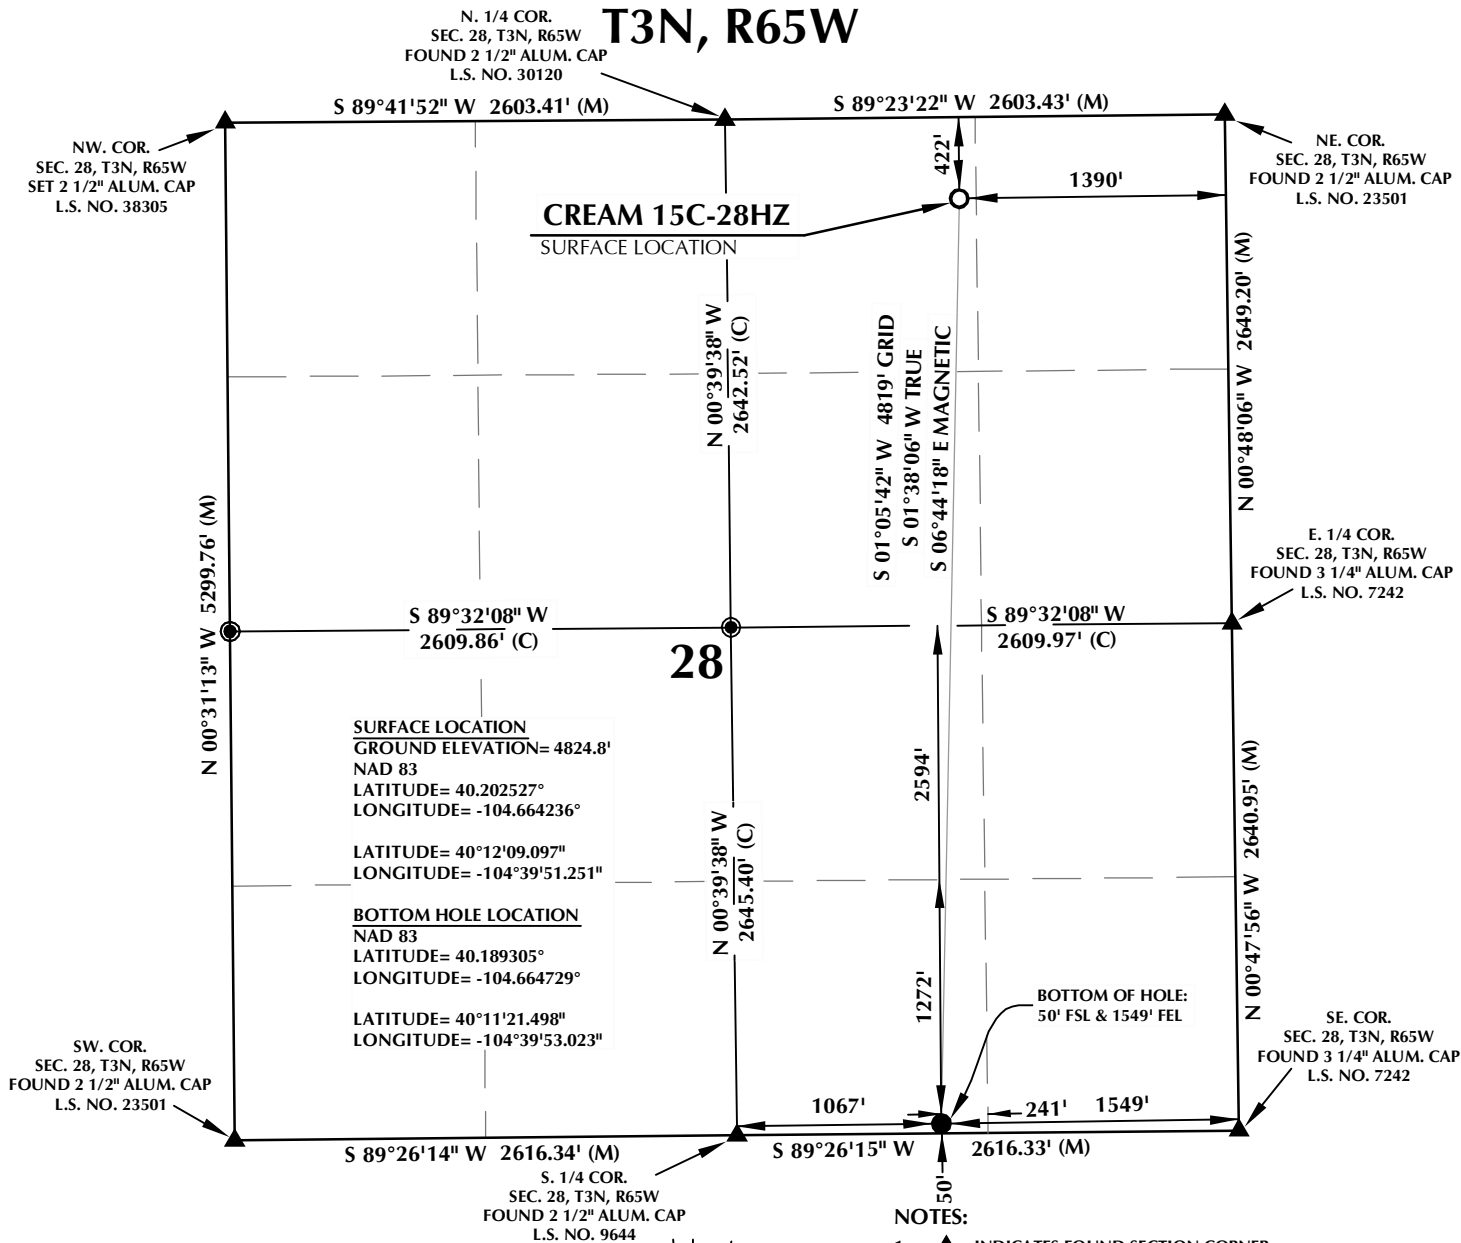 T3N, R65W
N. 1/4 COR.
SEC. 28, T3N, R65W
FOUND 2 1/2" ALUM. CAP
L.S. NO. 30120
S 89°41'52" W 2603.41' (M)
S 89°23'22" W 2603.43' (M)
NW. COR.
SEC. 28, T3N, R65W
SET 2 1/2" ALUM. CAP
L.S. NO. 38305
NE. COR.
SEC. 28, T3N, R65W
FOUND 2 1/2" ALUM. CAP
L.S. NO. 23501
422'
1390'
CREAM 15C-28HZ
SURFACE LOCATION
N 00°39'38" W
2642.52' (C)
S 01°05'42" W 4819' GRID
S 01°38'06" W TRUE
S 06°44'18" E MAGNETIC
N 00°48'06" W 2649.20' (M)
N 00°31'13" W 5299.76' (M)
E. 1/4 COR.
SEC. 28, T3N, R65W
FOUND 3 1/4" ALUM. CAP
L.S. NO. 7242
S 89°32'08" W
2609.86' (C)
S 89°32'08" W
2609.97' (C)
28
SURFACE LOCATION
GROUND ELEVATION= 4824.8'
NAD 83
LATITUDE= 40.202527°
LONGITUDE= -104.664236°
LATITUDE= 40°12'09.097"
LONGITUDE= -104°39'51.251"
BOTTOM HOLE LOCATION
NAD 83
LATITUDE= 40.189305°
LONGITUDE= -104.664729°
LATITUDE= 40°11'21.498"
LONGITUDE= -104°39'53.023"
N 00°39'38" W
2645.40' (C)
2594'
1272'
N 00°47'56" W 2640.95' (M)
BOTTOM OF HOLE:
50' FSL & 1549' FEL
SW. COR.
SEC. 28, T3N, R65W
FOUND 2 1/2" ALUM. CAP
L.S. NO. 23501
SE. COR.
SEC. 28, T3N, R65W
FOUND 3 1/4" ALUM. CAP
L.S. NO. 7242
1067'
241'
1549'
S 89°26'14" W 2616.34' (M)
S 89°26'15" W 2616.33' (M)
50'
S. 1/4 COR.
SEC. 28, T3N, R65W
FOUND 2 1/2" ALUM. CAP
L.S. NO. 9644
NOTES:
INDICATES FOUND SECTION CORNER